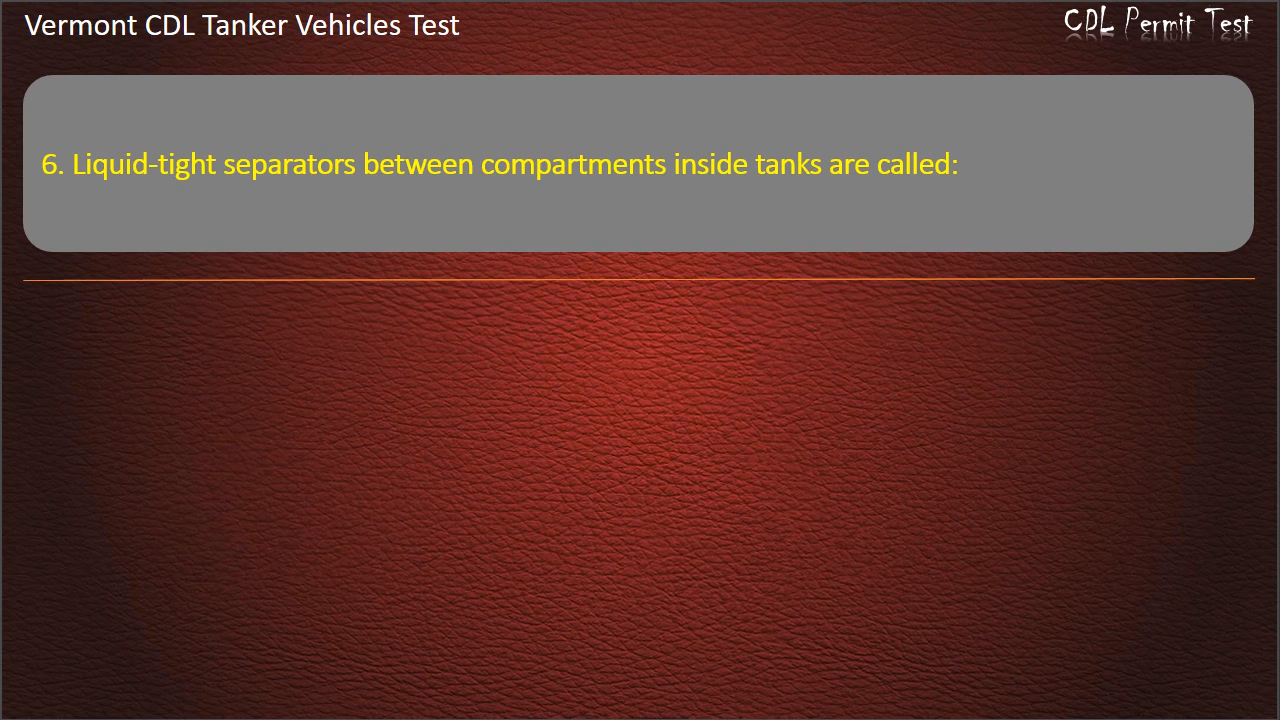 Vermont CDL Tanker Vehicles Test
CDL Permit Test
6. Liquid-tight separators between compartments inside tanks are called: